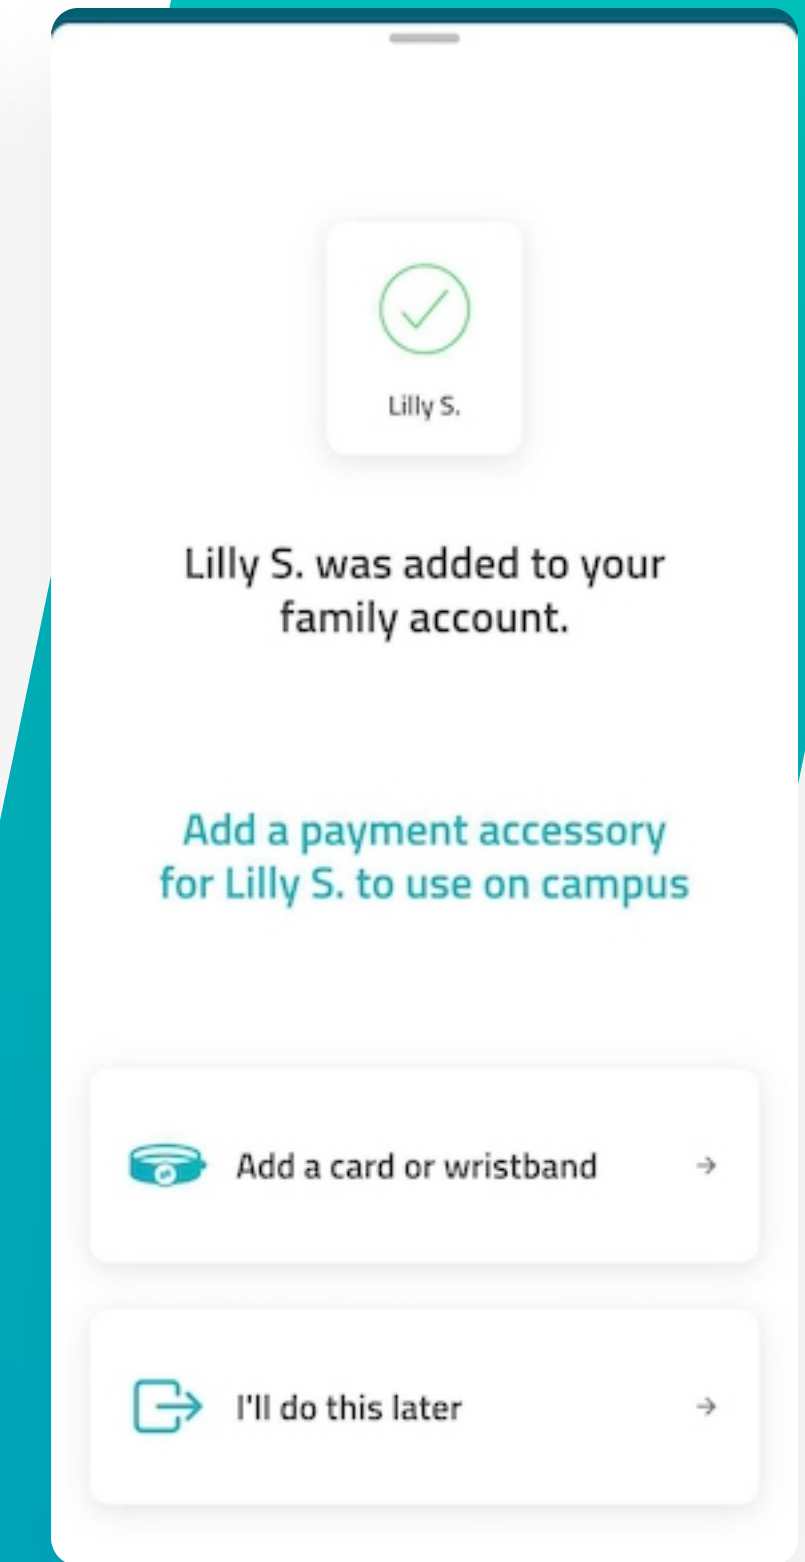 Lilly S.
Lilly S. was added to your
family account.
Add a payment accessory
for Lilly S. to use on campus
Add a card or wristband
I'll do this later